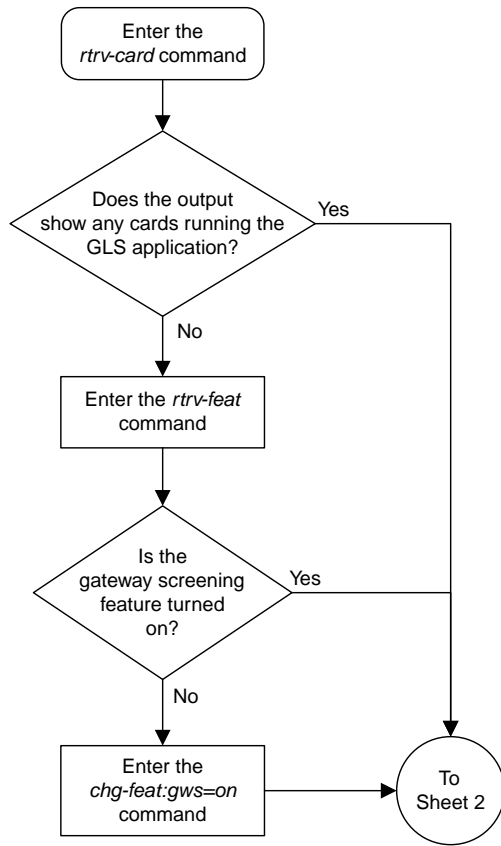 Enter the
rtrv-card command
Does the output
show any cards running the
GLS application?
Yes
No
Enter the rtrv-feat
command
Is the
gateway screening
feature turned
on?
Yes
No
Enter the
chg-feat:gws=on
command
To
Sheet 2